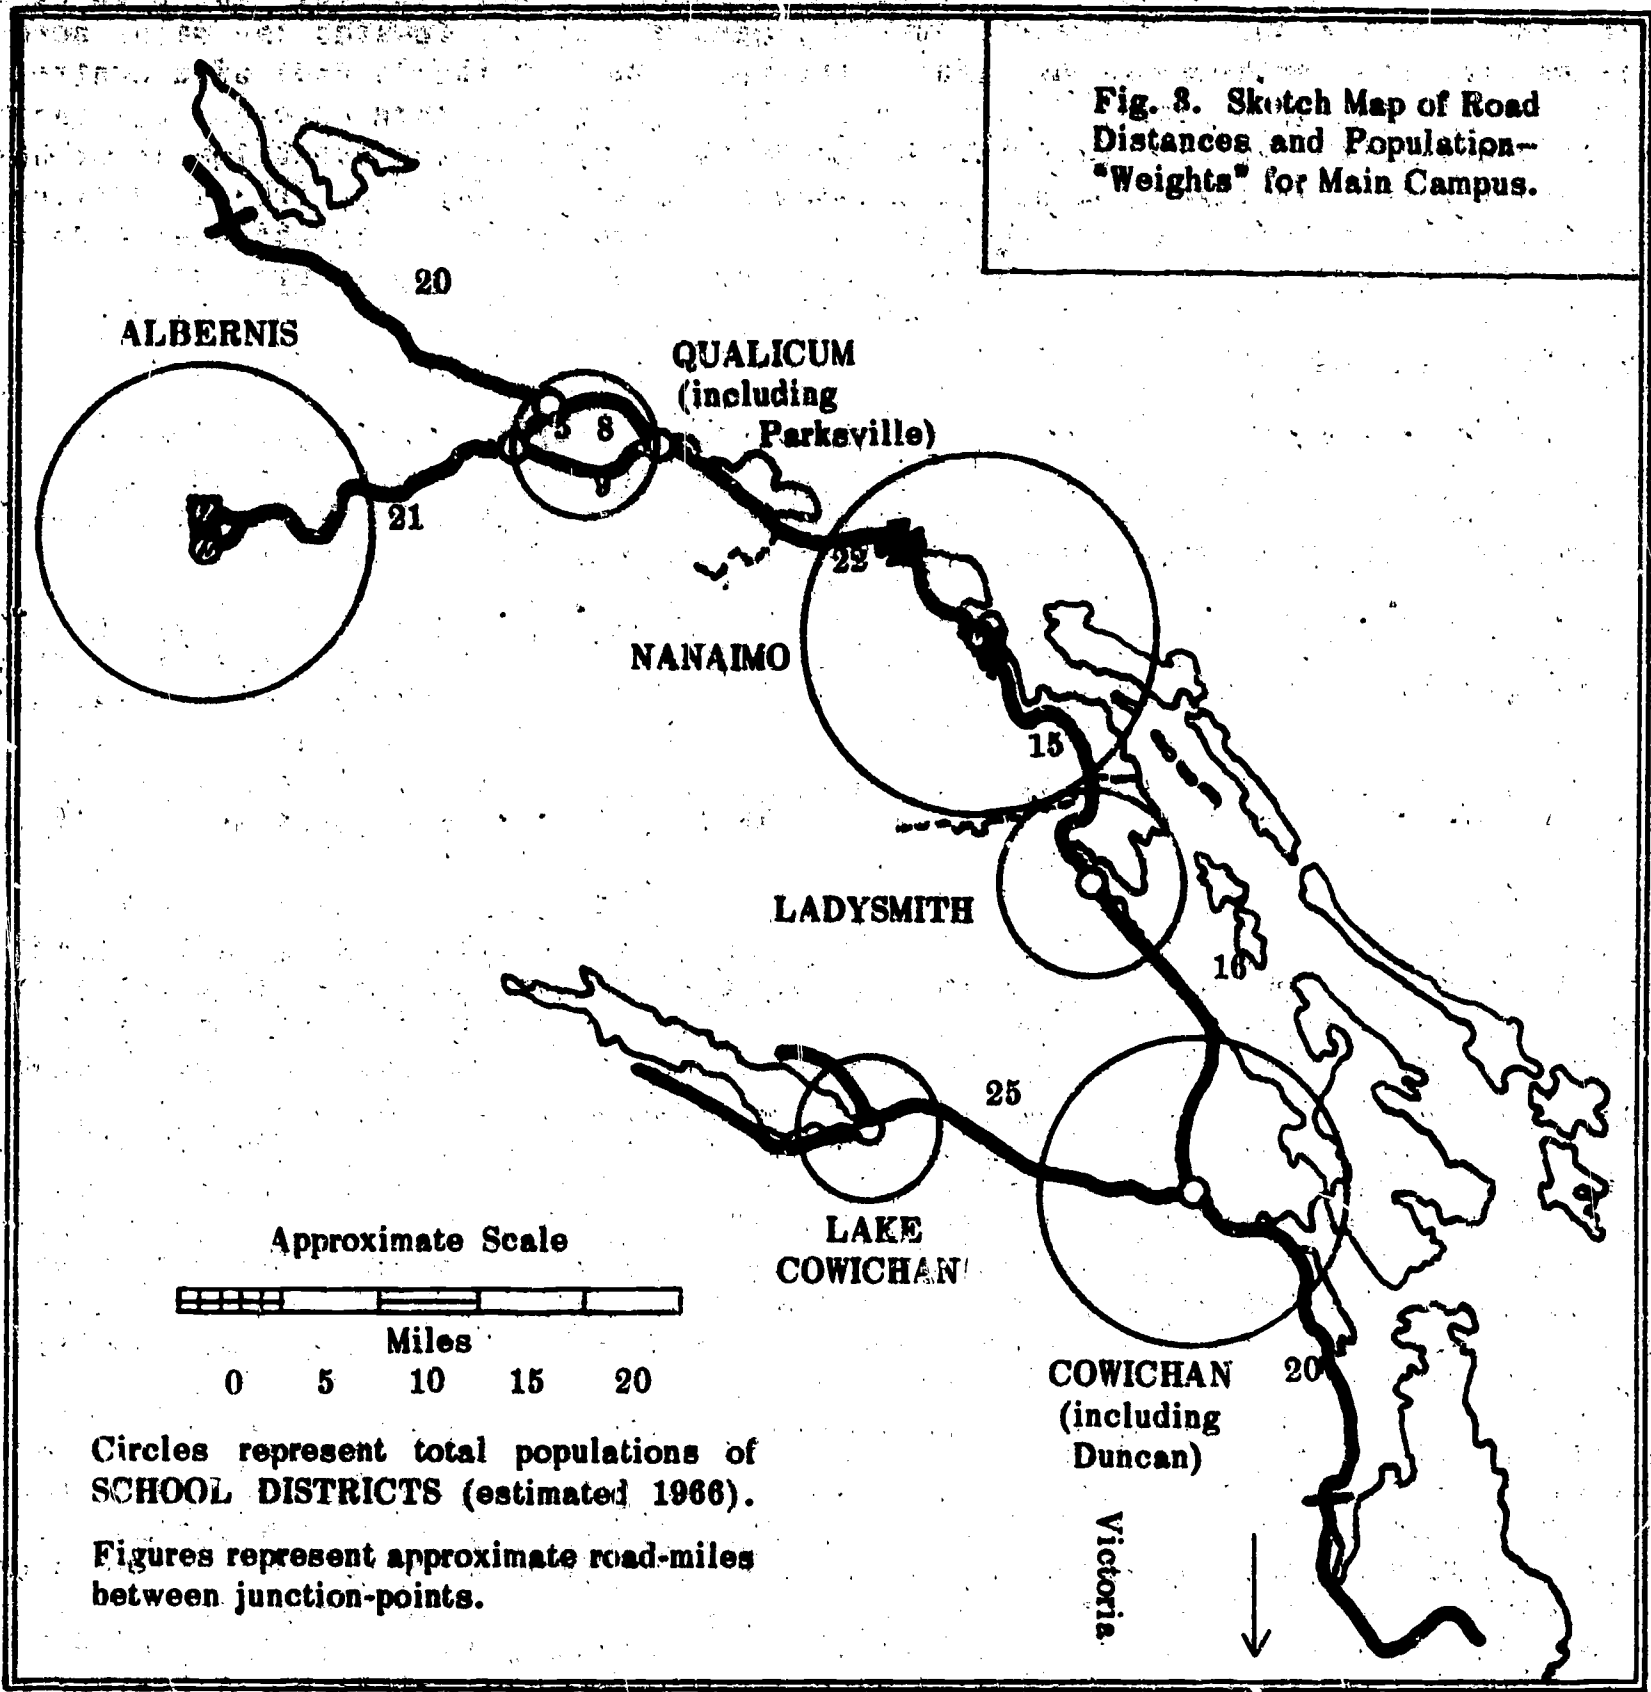 Fig. 8. Sketch Map of Road
Distances and Population-
"Weights" for Main Campus.
20
ALBERNIS
QUALICUM
(including
Parksville)
5 8
9
21
22
NANAIMO
15
LADYSMITH
16
25
LAKE
COWICHAN
COWICHAN
(including
Duncan)
20
Approximate Scale
Miles
0 5 10 15 20
Circles represent total populations of
SCHOOL DISTRICTS (estimated 1966).
Figures represent approximate road-miles
between junction-points.
Victoria